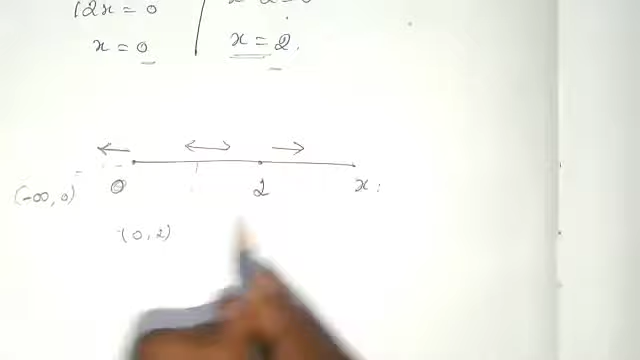 12x = 0
x = 0
x = 2.
0 2 x :
(-∞, 0)
(0, 2)